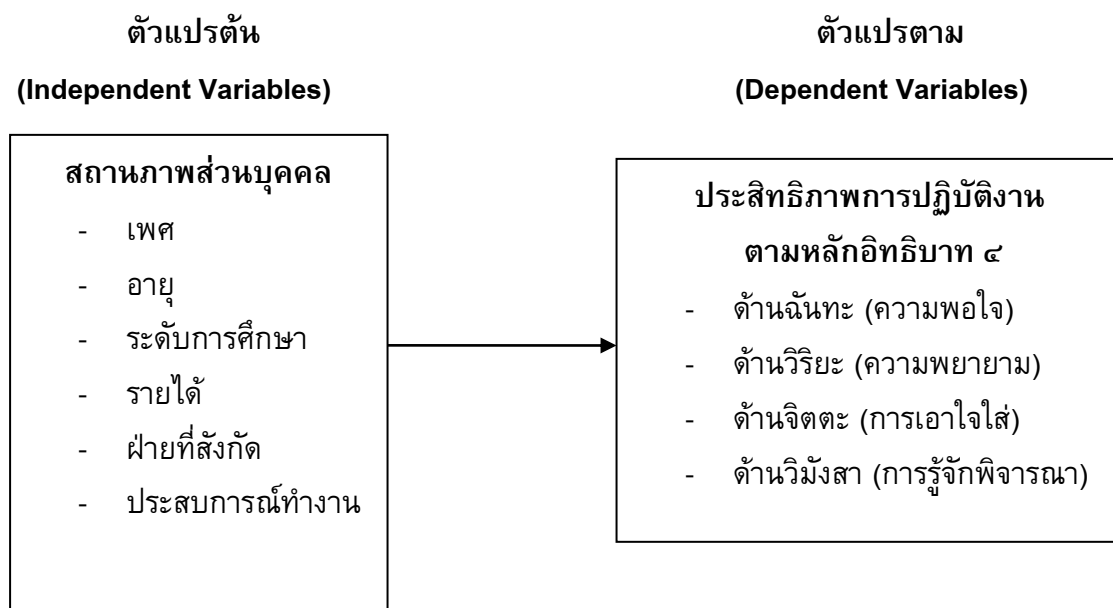 ตัวแปรต้น
(Independent Variables)
สถานภาพส่วนบุคคล
- เพศ
- อายุ
- ระดับการศึกษา
- รายได้
- ฝ่ายที่สังกัด
- ประสบการณ์ทำงาน
ตัวแปรตาม
(Dependent Variables)
ประสิทธิภาพการปฏิบัติงาน
ตามหลักอิทธิบาท ๔
- ด้านฉันทะ (ความพอใจ)
- ด้านวิริยะ (ความพยายาม)
- ด้านจิตตะ (การเอาใจใส่)
- ด้านวิมังสา (การรู้จักพิจารณา)